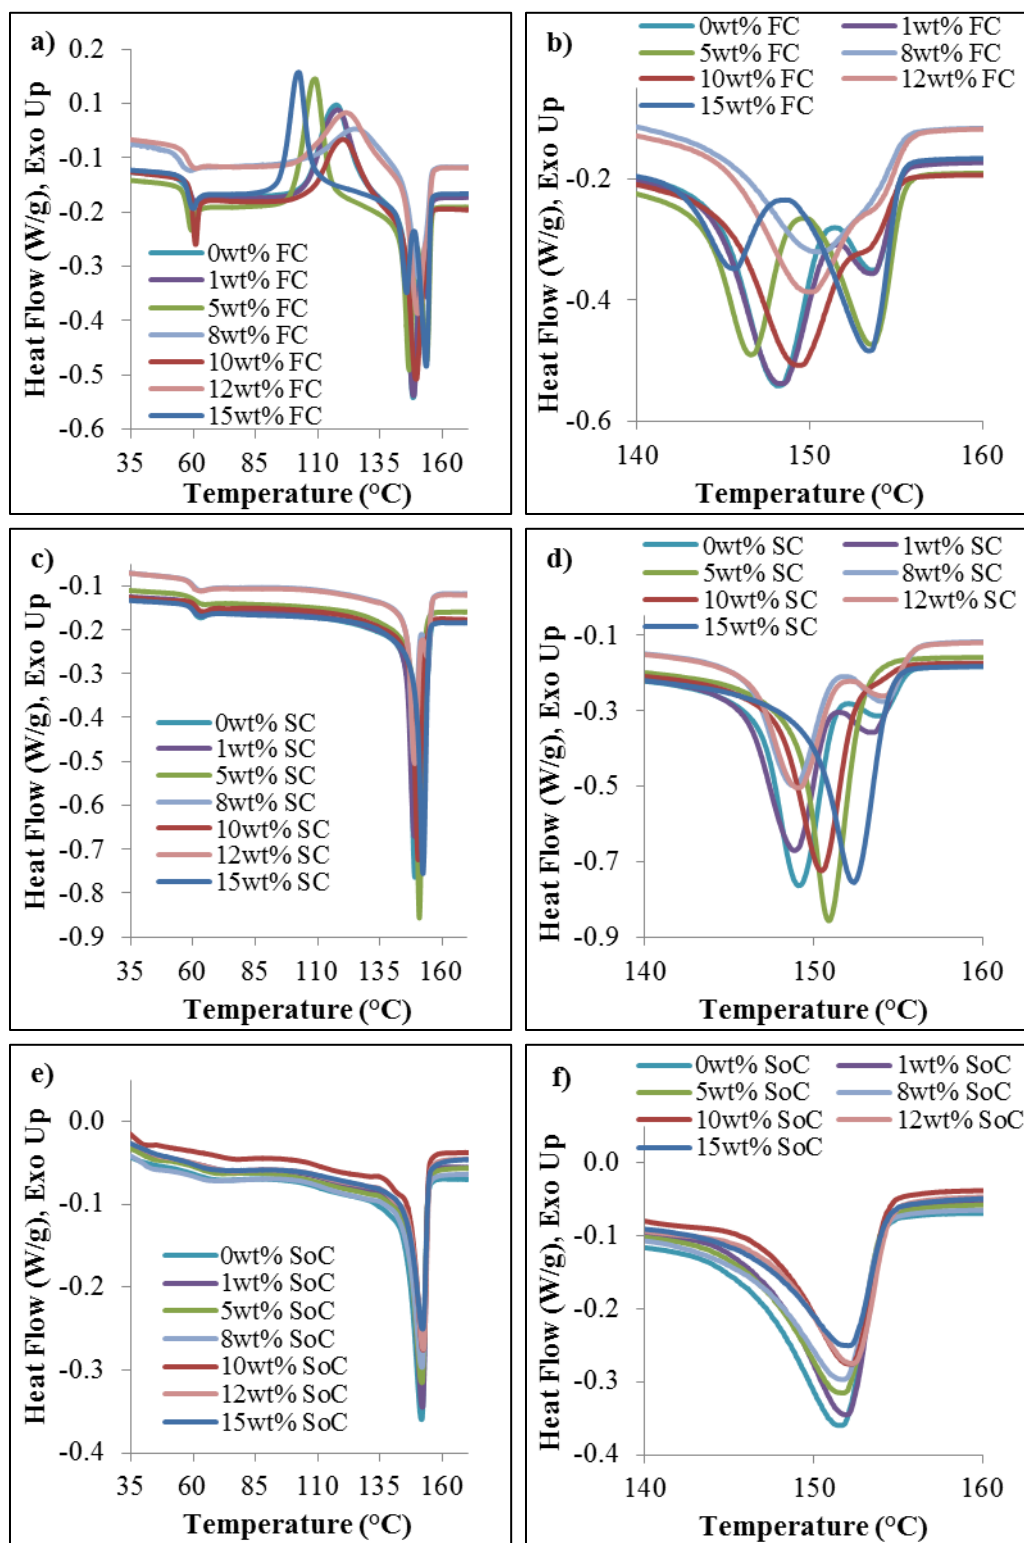 a)
Heat Flow (W/g), Exo Up
0.2
0.1
-0.1
-0.2
-0.3
-0.4
-0.5
-0.6
0wt% FC
1wt% FC
5wt% FC
8wt% FC
10wt% FC
12wt% FC
15wt% FC
35 60 85 110 135 160
Temperature (°C)
b)
0wt% FC 1wt% FC
5wt% FC 8wt% FC
10wt% FC 12wt% FC
15wt% FC
Heat Flow (W/g), Exo Up
-0.2
-0.4
-0.6
140 150 160
Temperature (°C)
c)
Heat Flow (W/g), Exo Up
-0.1
-0.2
-0.3
-0.4
-0.5
-0.6
-0.7
-0.8
-0.9
0wt% SC
1wt% SC
5wt% SC
8wt% SC
10wt% SC
12wt% SC
15wt% SC
35 60 85 110 135 160
Temperature (°C)
d)
0wt% SC 1wt% SC
5wt% SC 8wt% SC
10wt% SC 12wt% SC
15wt% SC
Heat Flow (W/g), Exo Up
-0.1
-0.3
-0.5
-0.7
-0.9
140 150 160
Temperature (°C)
e)
Heat Flow (W/g), Exo Up
0.0
-0.1
-0.2
-0.3
-0.4
0wt% SoC
1wt% SoC
5wt% SoC
8wt% SoC
10wt% SoC
12wt% SoC
15wt% SoC
35 60 85 110 135 160
Temperature (°C)
f)
0wt% SoC 1wt% SoC
5wt% SoC 8wt% SoC
10wt% SoC 12wt% SoC
15wt% SoC
Heat Flow (W/g), Exo Up
0.0
-0.1
-0.2
-0.3
-0.4
140 150 160
Temperature (°C)